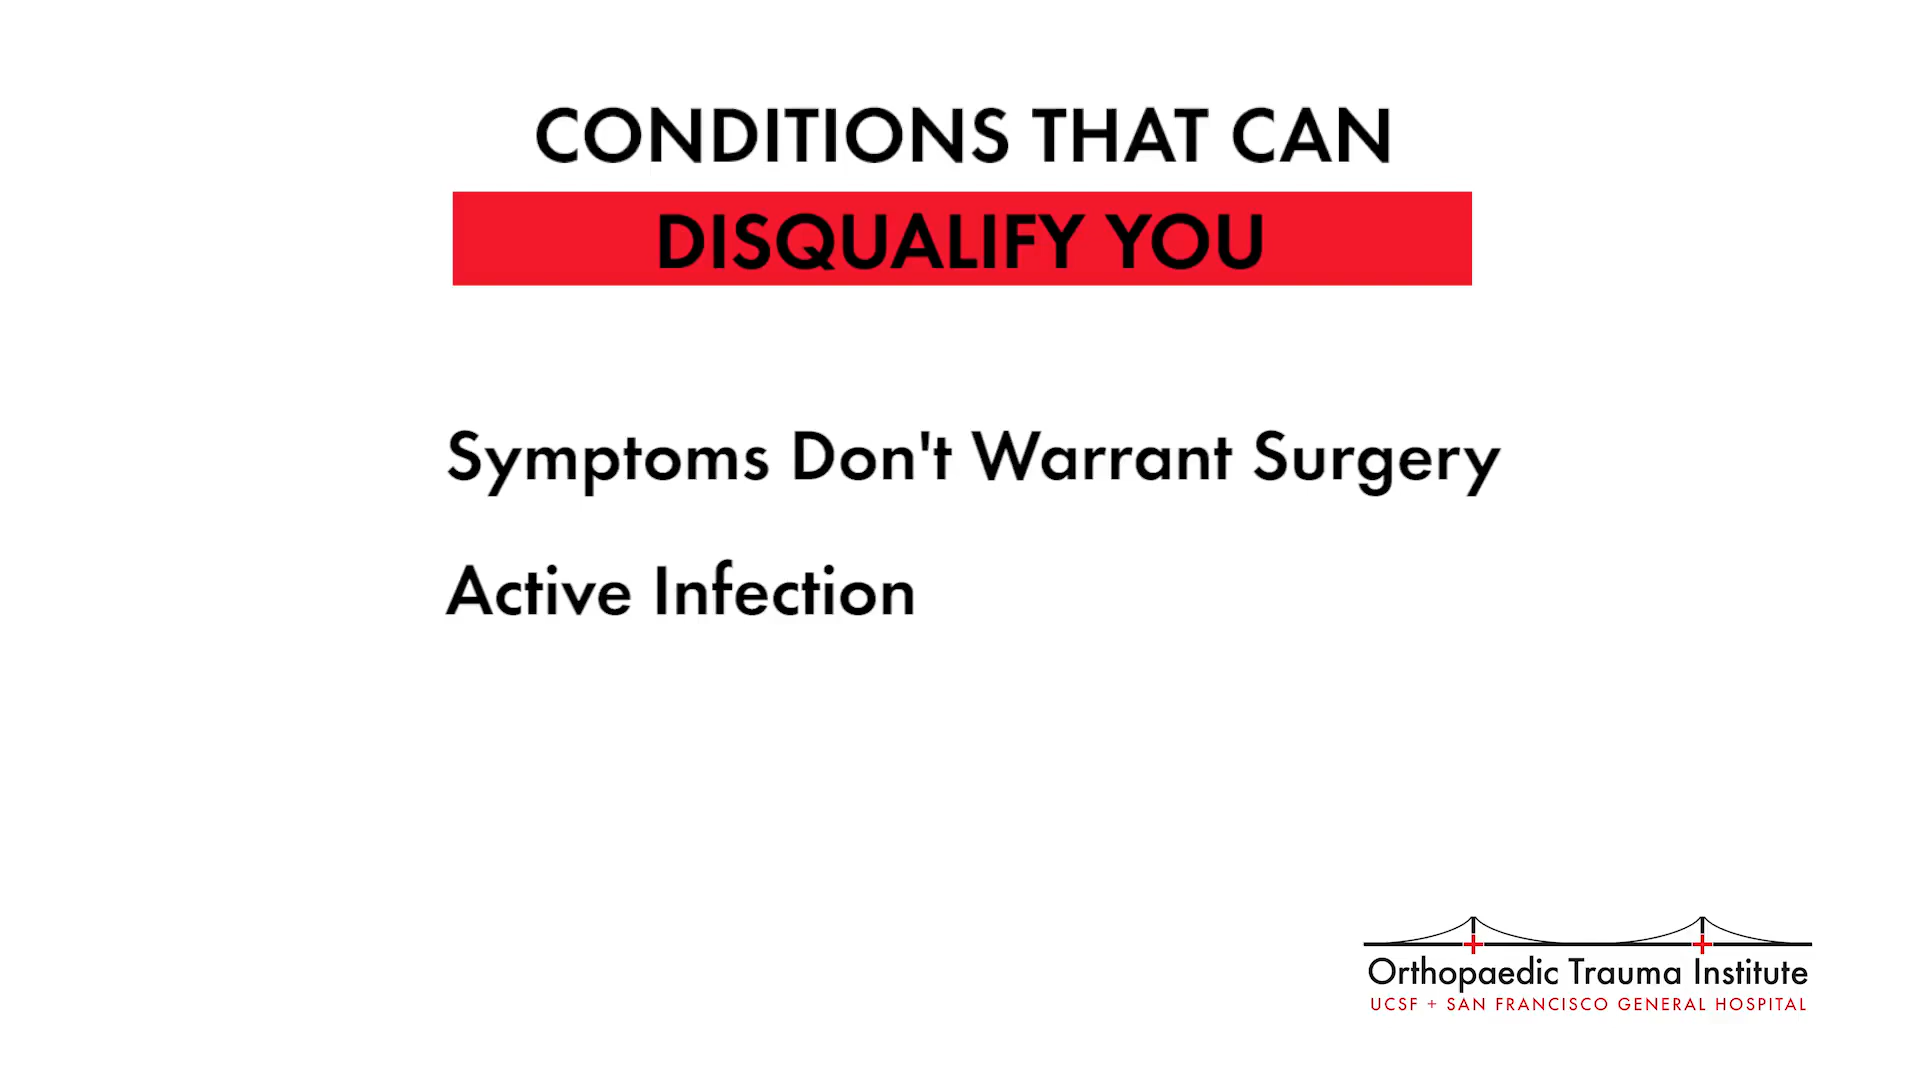 CONDITIONS THAT CAN
DISQUALIFY YOU
Symptoms Don't Warrant Surgery
Active Infection
Orthopaedic Trauma Institute
UCSF + SAN FRANCISCO GENERAL HOSPITAL